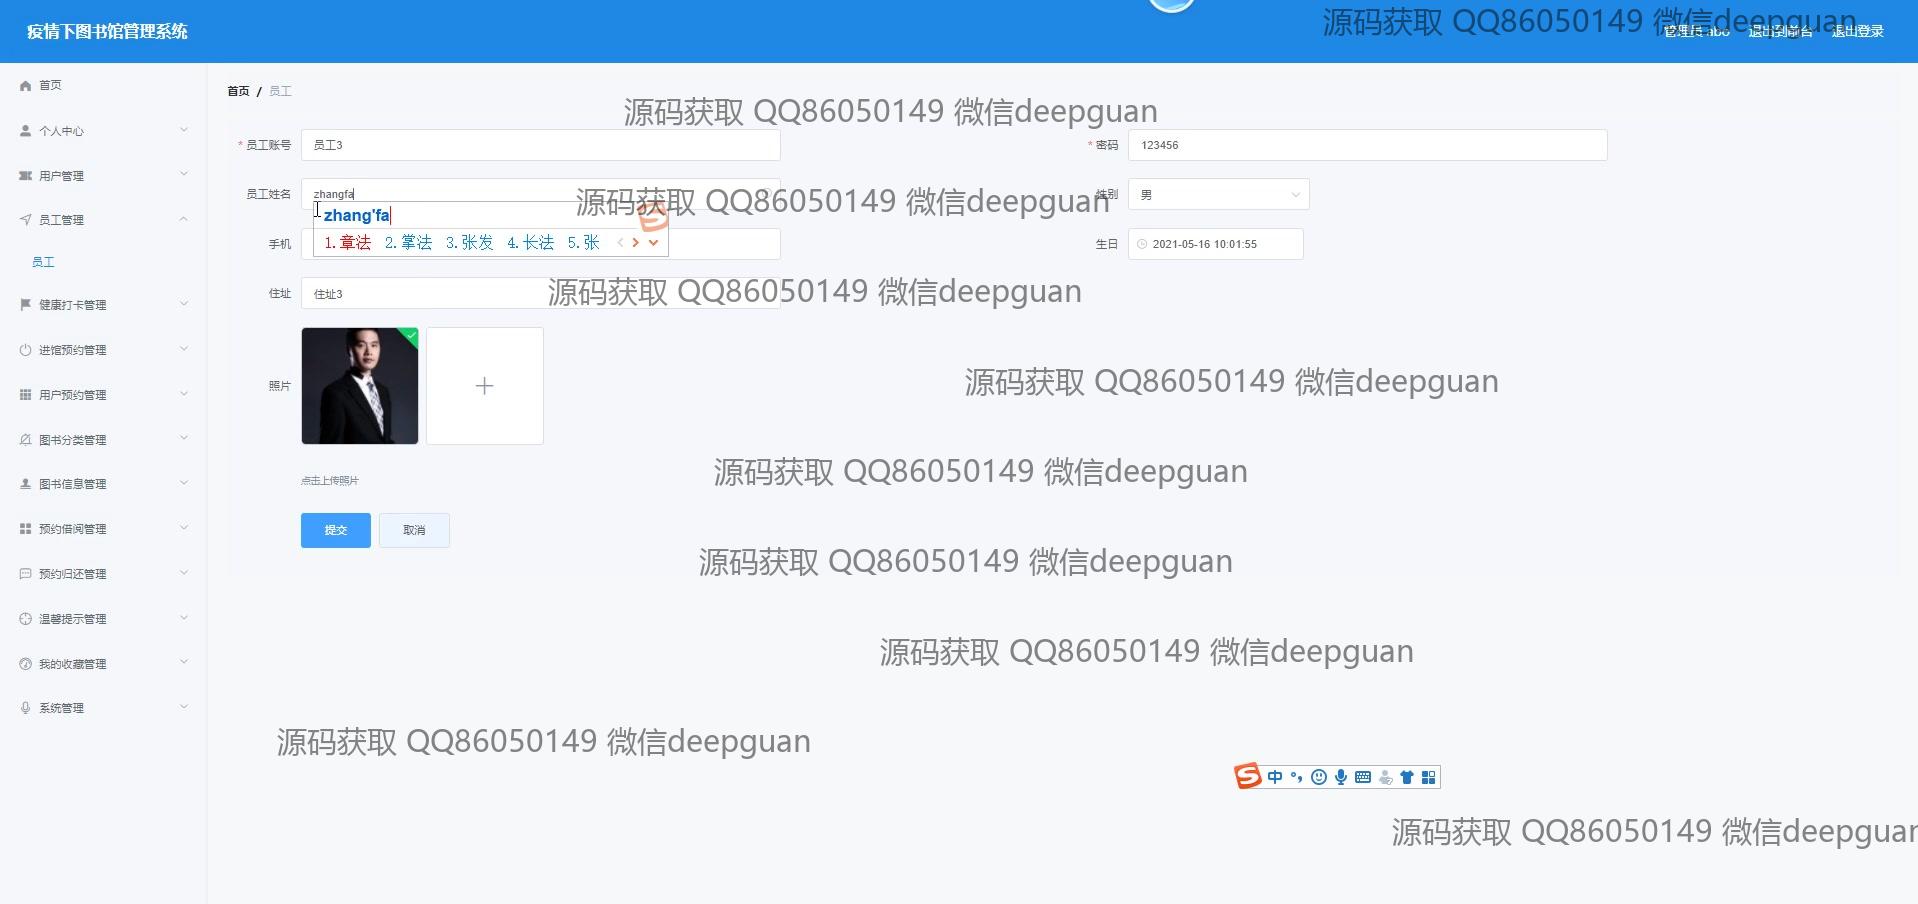 疫情下图书馆管理系统
源码获取 QQ86050149 微信deepguan
管理员 abo 退出到前台 退出登录
首页
个人中心
用户管理
员工管理
员工
健康打卡管理
进馆预约管理
用户预约管理
图书分类管理
图书信息管理
预约借阅管理
预约归还管理
温馨提示管理
我的收藏管理
系统管理
首页 / 员工
源码获取 QQ86050149 微信deepguan
* 员工账号 员工3
* 密码 123456
员工姓名 zhangfa
源码获取 QQ86050149 微信deepguan
性别 男
zhang'fa
1.章法 2.掌法 3.张发 4.长法 5.张
手机
生日 2021-05-16 10:01:55
住址 住址3
源码获取 QQ86050149 微信deepguan
照片
源码获取 QQ86050149 微信deepguan
源码获取 QQ86050149 微信deepguan
点击上传照片
提交 取消
源码获取 QQ86050149 微信deepguan
源码获取 QQ86050149 微信deepguan
源码获取 QQ86050149 微信deepguan
中
源码获取 QQ86050149 微信deepguan